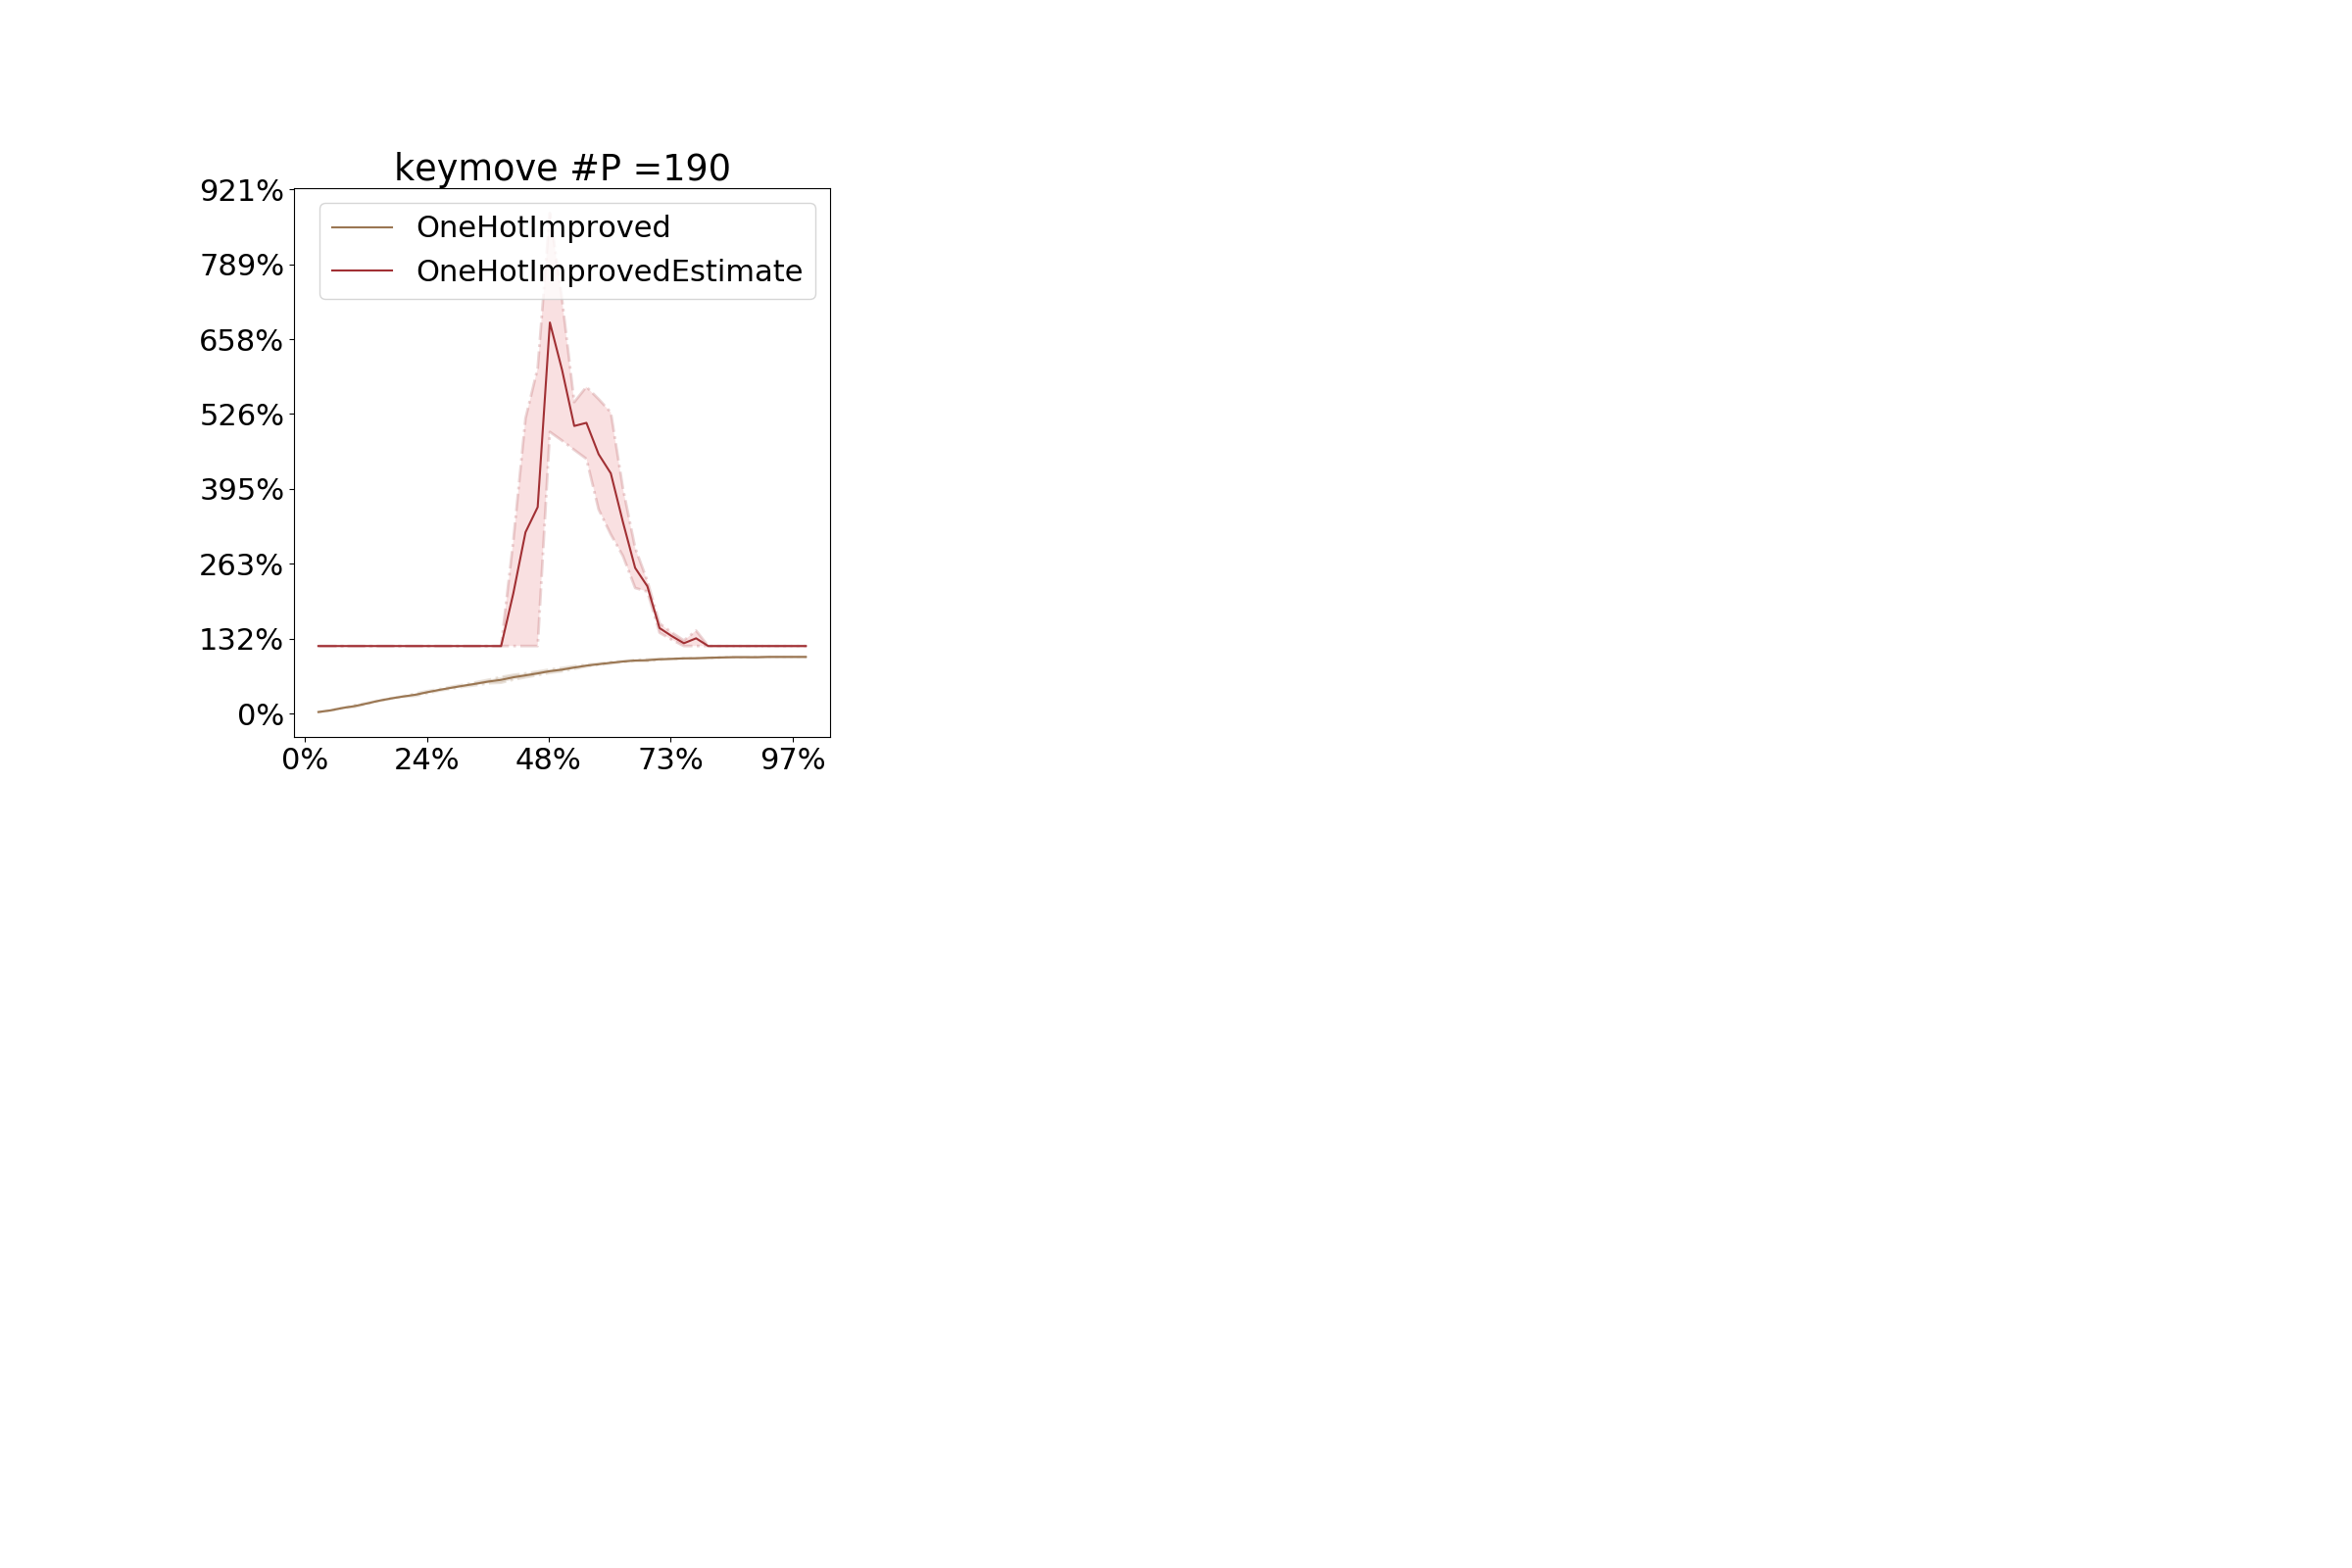 keymove #P =190
921%
789%
658%
526%
395%
263%
132%
0%
OneHotImproved
OneHotImprovedEstimate
0% 24% 48% 73% 97%